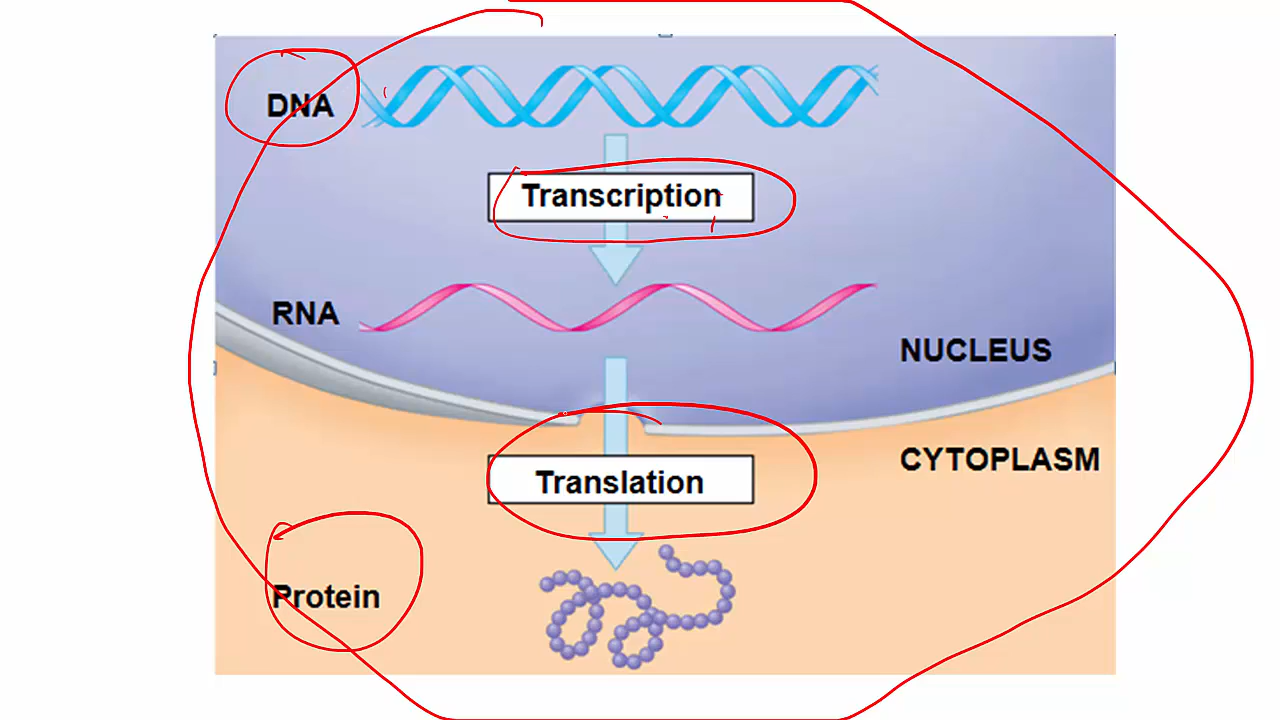 DNA
Transcription
RNA
NUCLEUS
CYTOPLASM
Translation
Protein